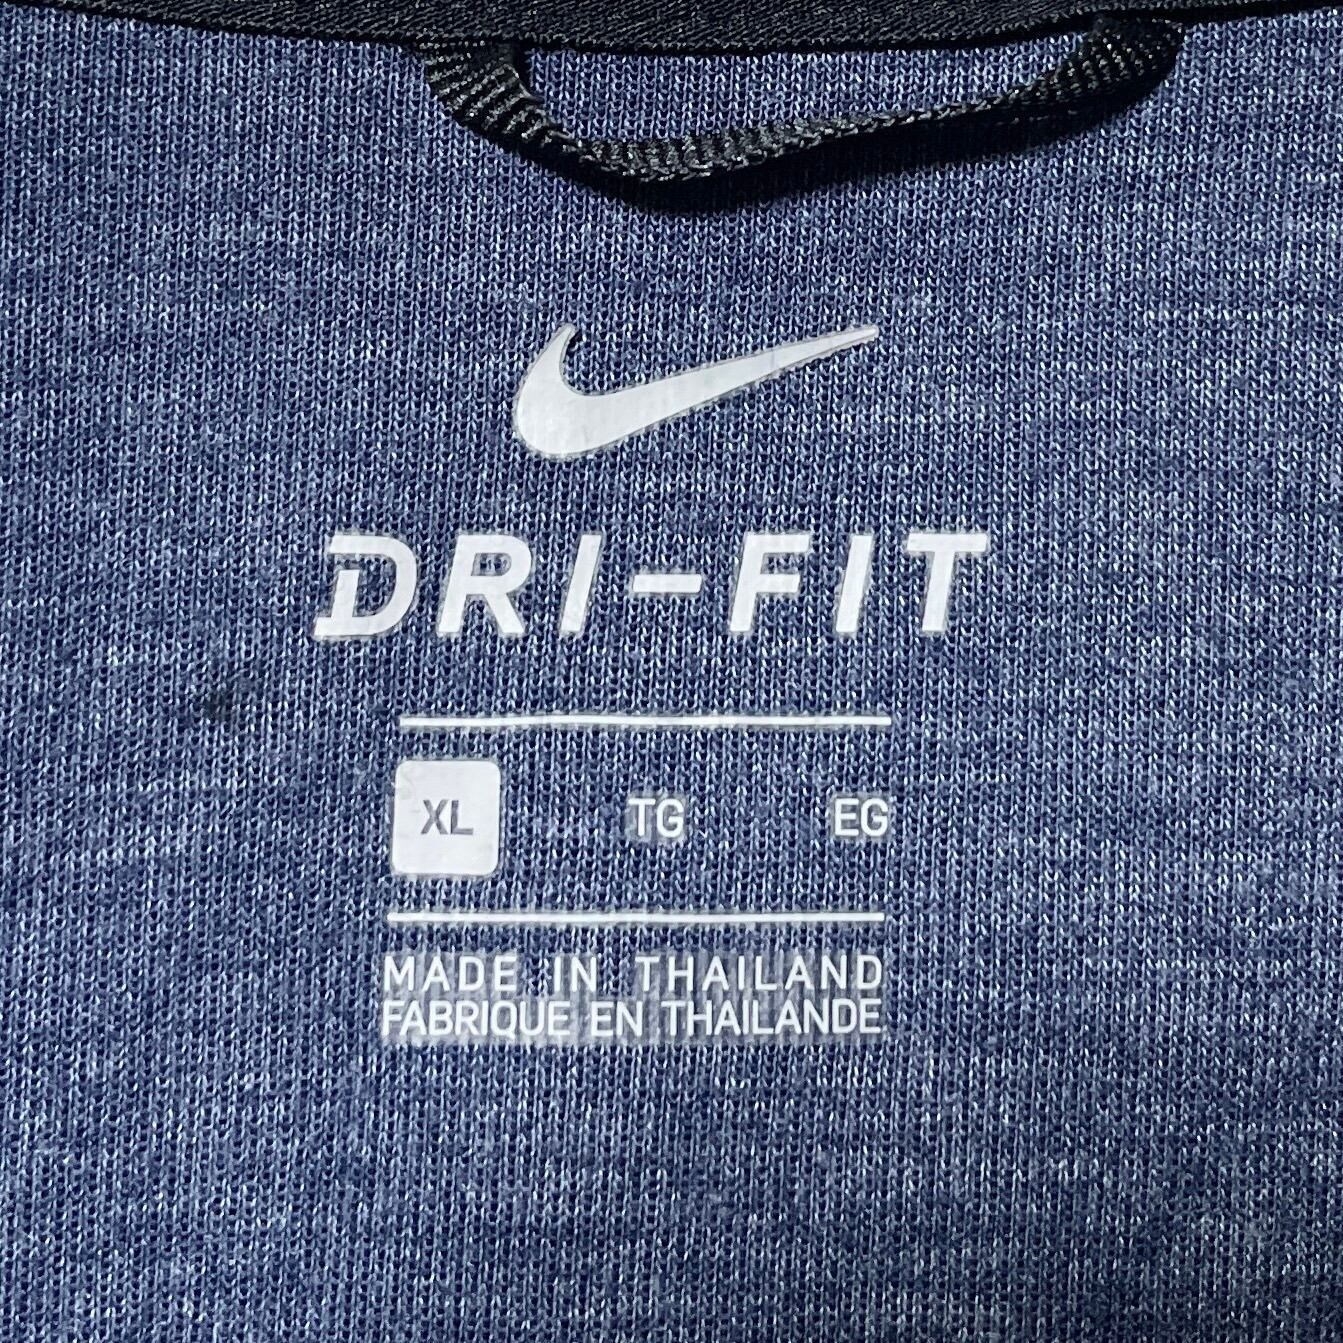 DRI-FIT
XL TG EG
MADE IN THAILAND
FABRIQUE EN THAILANDE